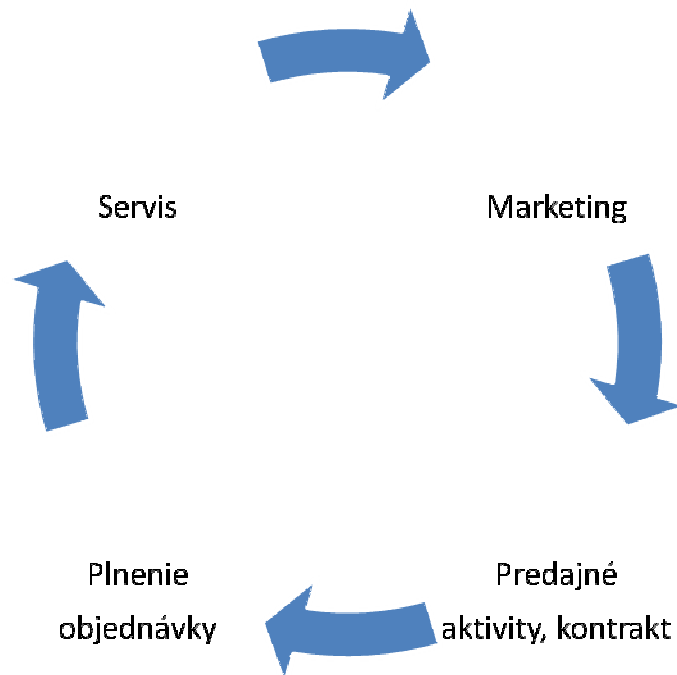 Servis
Marketing
Plnenie
objednávky
Predajné
aktivity, kontrakt